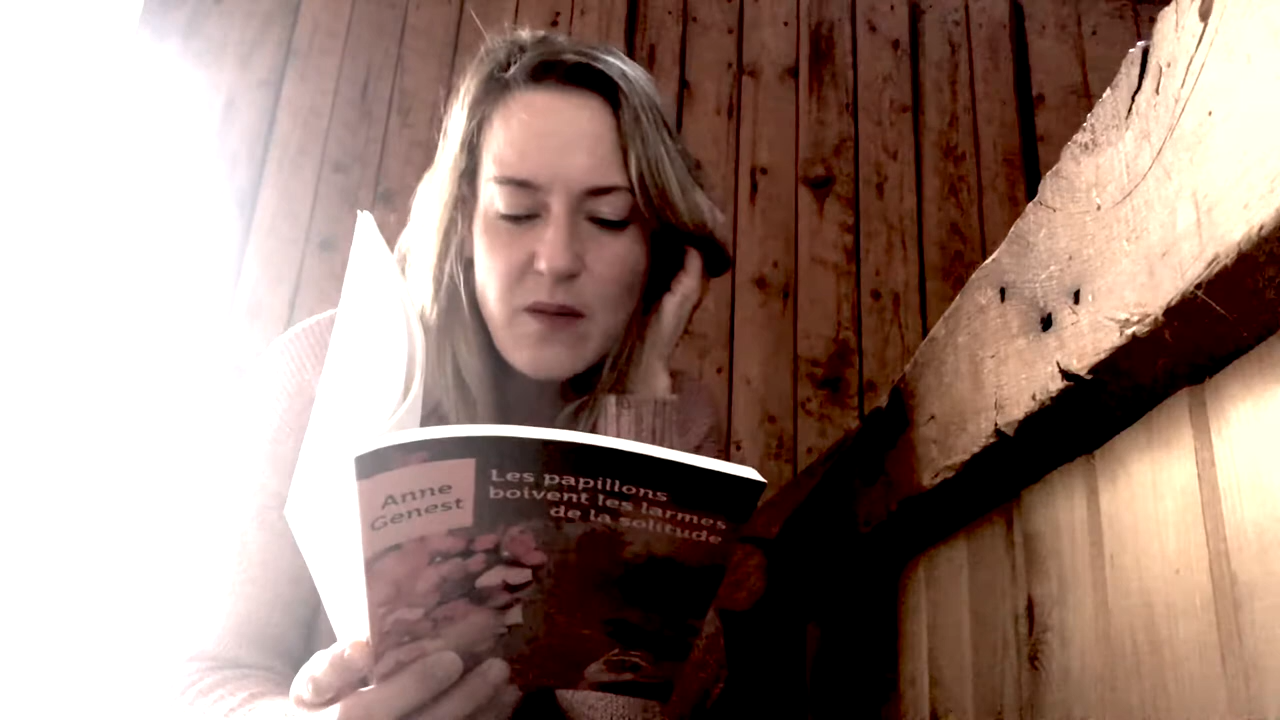 Anne
Genest
Les papillons
boivent les larmes
de la solitude